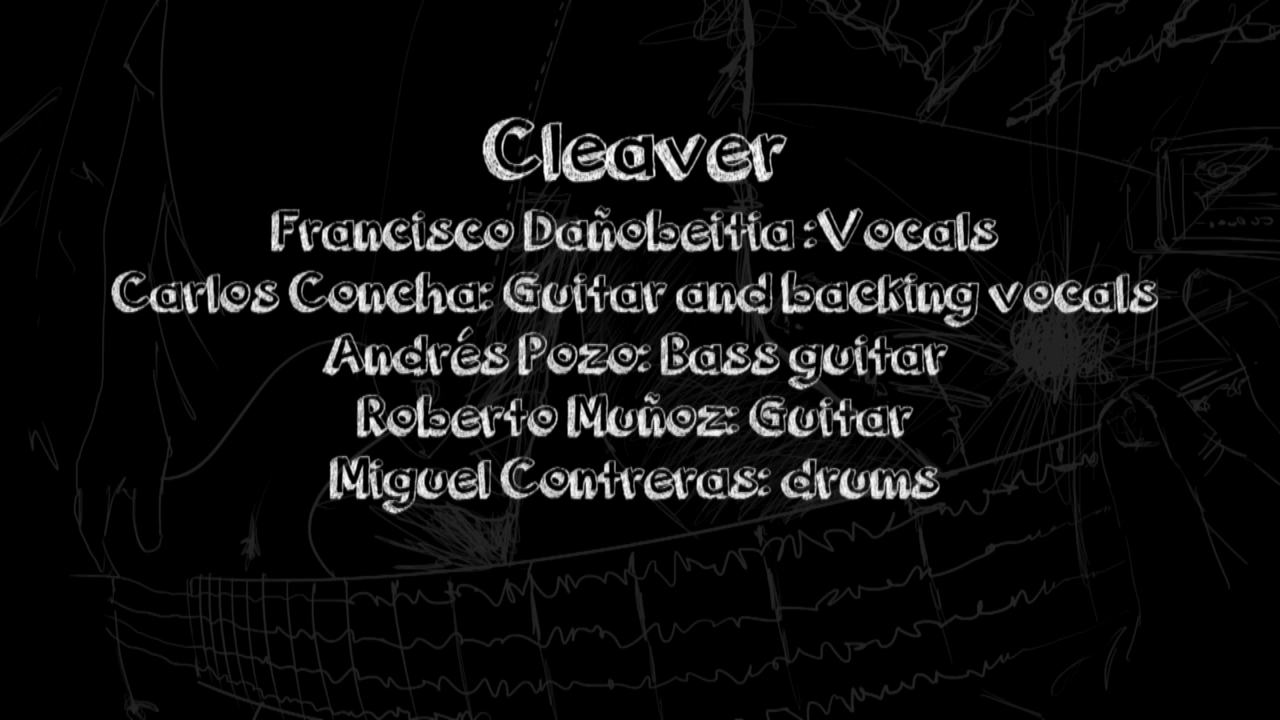 Cleaver
Francisco Dañobeitia :Vocals
Carlos Concha: Guitar and backing vocals
Andrés Pozo: Bass guitar
Roberto Muñoz: Guitar
Miguel Contreras: drums